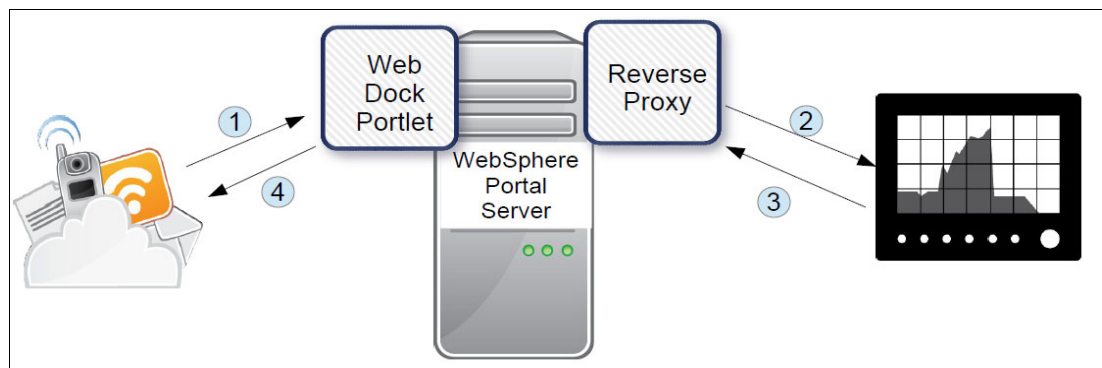 Web
Dock
Portlet
Reverse
Proxy
1
2
WebSphere
Portal
Server
4
3